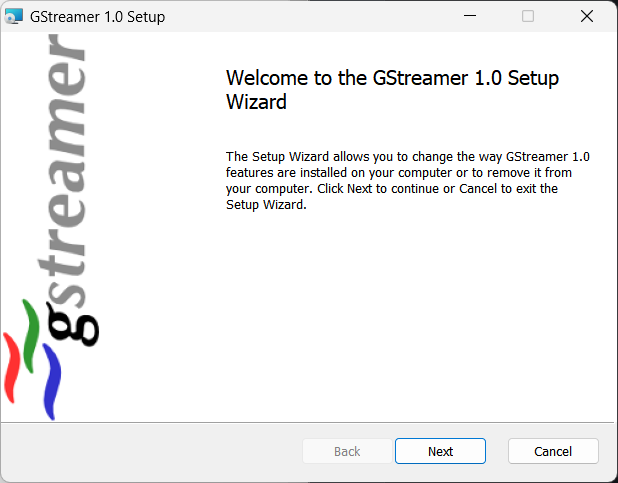 GStreamer 1.0 Setup
gstreamer
Welcome to the GStreamer 1.0 Setup
Wizard
The Setup Wizard allows you to change the way GStreamer 1.0
features are installed on your computer or to remove it from
your computer. Click Next to continue or Cancel to exit the
Setup Wizard.
Back
Next
Cancel